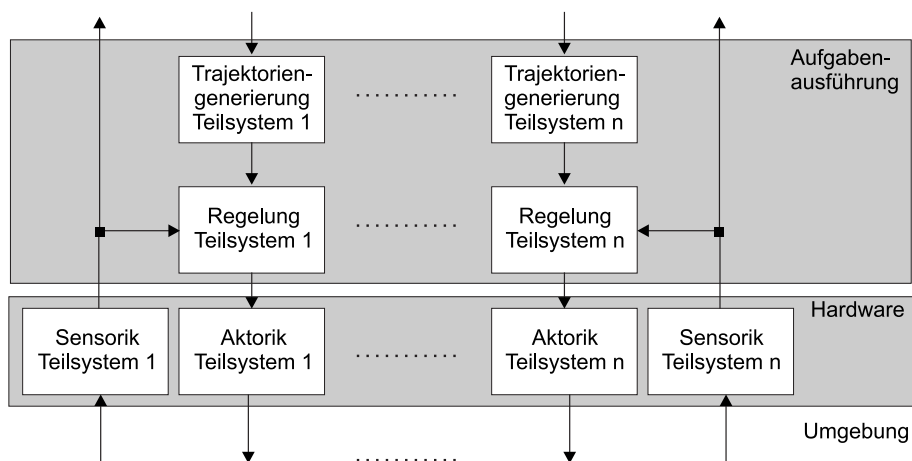 Aufgaben-
ausführung
Trajektorien-
generierung
Teilsystem 1
Trajektorien-
generierung
Teilsystem n
Regelung
Teilsystem 1
Regelung
Teilsystem n
Hardware
Sensorik
Teilsystem 1
Aktorik
Teilsystem 1
Aktorik
Teilsystem n
Sensorik
Teilsystem n
Umgebung